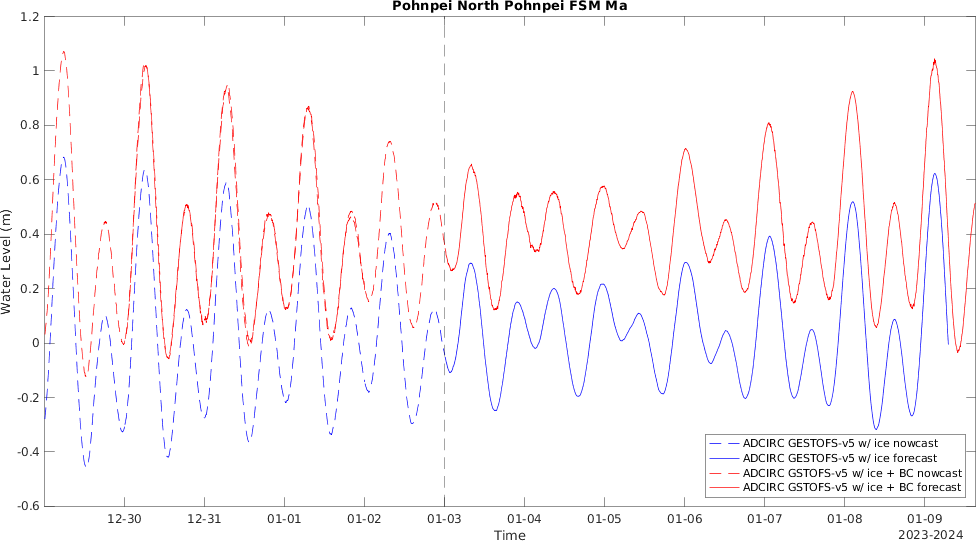 Pohnpei North Pohnpei FSM Ma
1.2
1
0.8
0.6
0.4
0.2
0
-0.2
-0.4
-0.6
Water Level (m)
12-30 12-31 01-01 01-02 01-03 01-04 01-05 01-06 01-07 01-08 01-09
Time
2023-2024
ADCIRC GESTOFS-v5 w/ ice nowcast
ADCIRC GESTOFS-v5 w/ ice forecast
ADCIRC GSTOFS-v5 w/ ice + BC nowcast
ADCIRC GSTOFS-v5 w/ ice + BC forecast